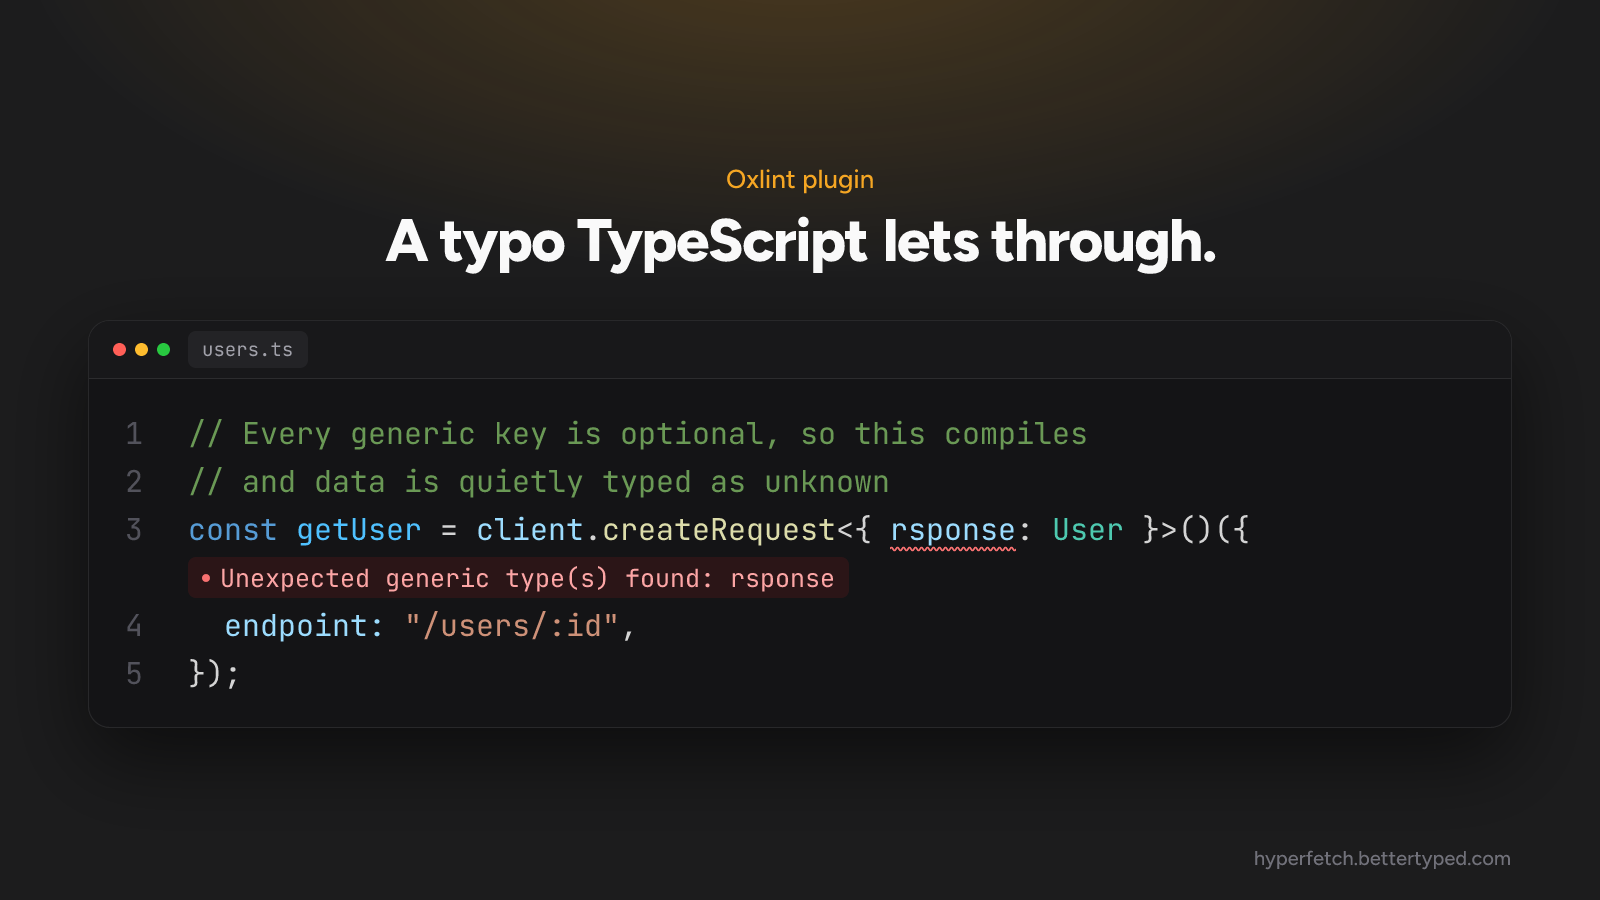 Oxlint plugin
A typo TypeScript lets through.
users.ts
1 // Every generic key is optional, so this compiles
2 // and data is quietly typed as unknown
3 const getUser = client.createRequest<{ rsponse: User }>()({
Unexpected generic type(s) found: rsponse
4 endpoint: "/users/:id",
5 });
hyperfetch.bettertyped.com